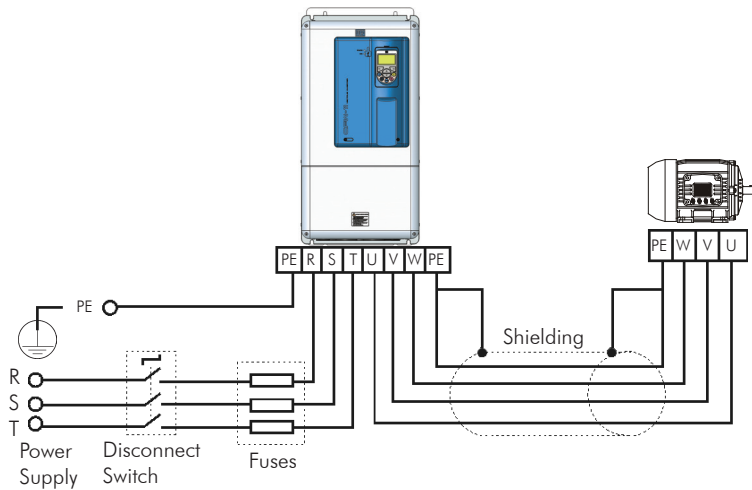 PE R S T U V W PE
PE W V U
PE
Shielding
R
S
T
Power
Supply
Disconnect
Switch
Fuses